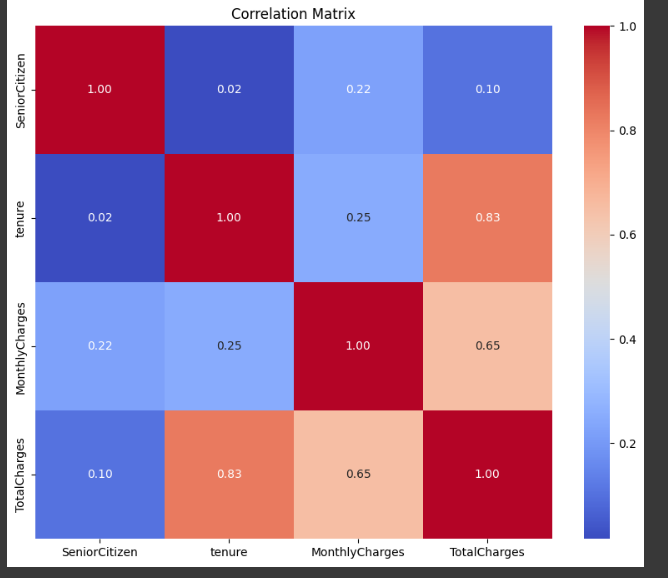 Correlation Matrix
SeniorCitizen 1.00 0.02 0.22 0.10
tenure 0.02 1.00 0.25 0.83
MonthlyCharges 0.22 0.25 1.00 0.65
TotalCharges 0.10 0.83 0.65 1.00
SeniorCitizen tenure MonthlyCharges TotalCharges
1.0
0.8
0.6
0.4
0.2